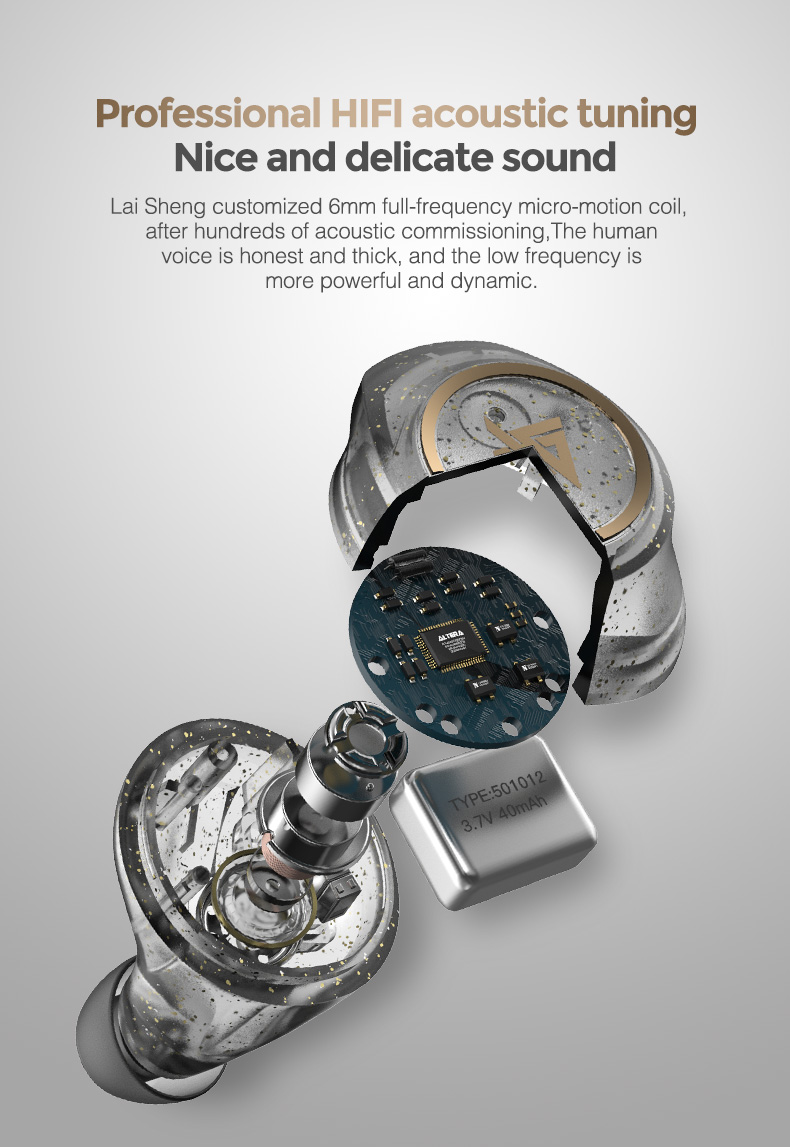 Professional HIFI acoustic tuning
Nice and delicate sound
Lai Sheng customized 6mm full-frequency micro-motion coil,
after hundreds of acoustic commissioning,The human
voice is honest and thick, and the low frequency is
more powerful and dynamic.
ALTERA
TYPE:501012
3.7V 40mAh